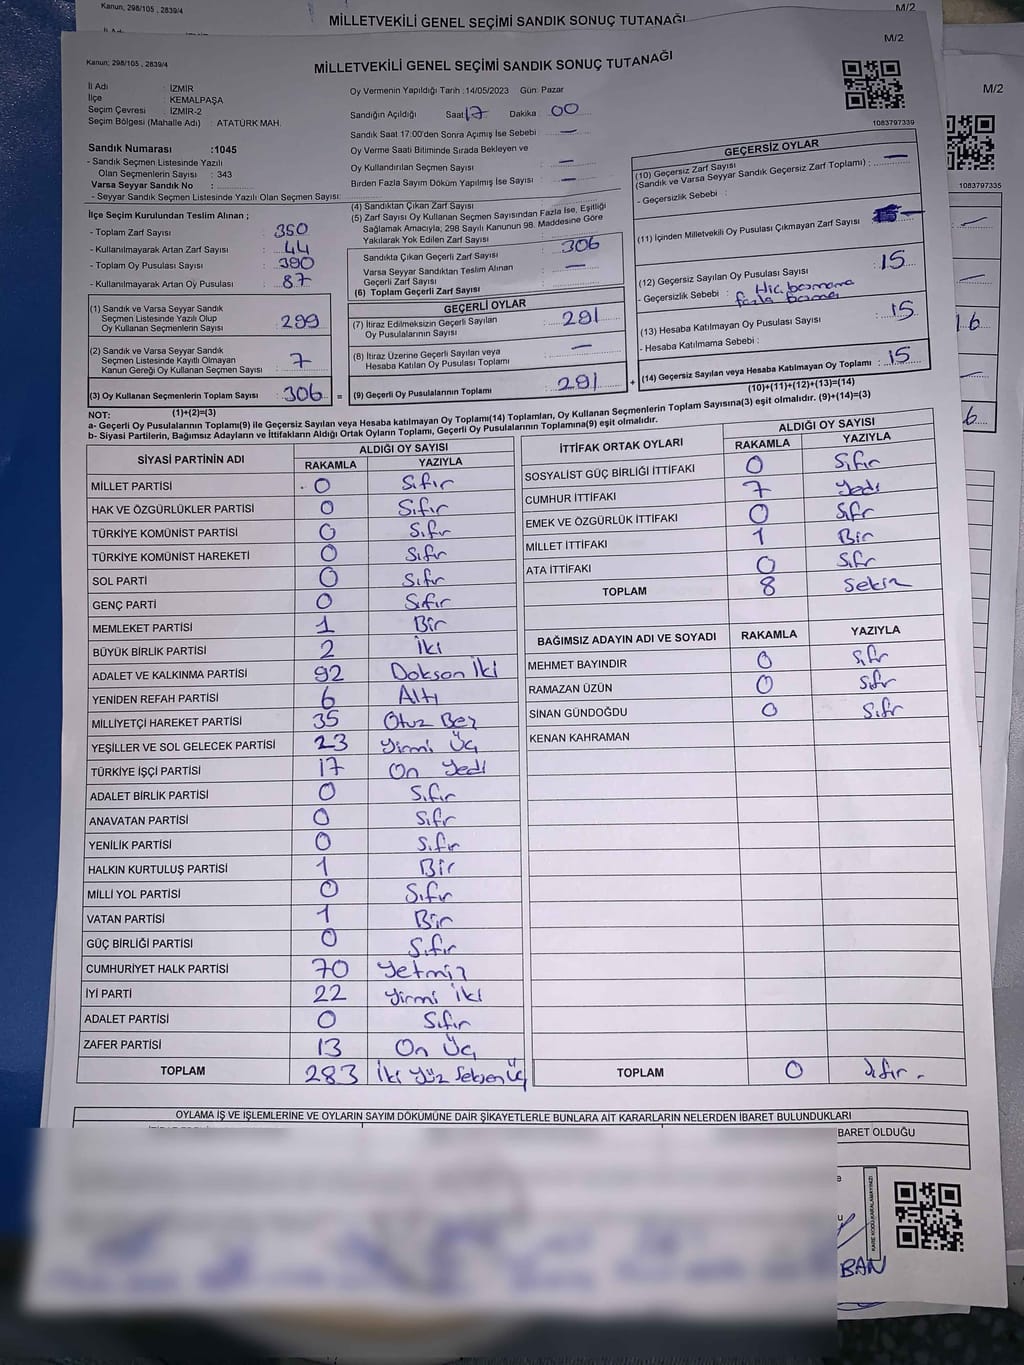 Kanun, 298/105 , 2839/4
MİLLETVEKİLİ GENEL SEÇİMİ SANDIK SONUÇ TUTANAĞI
M/2
Kanun; 298/105 , 2839/4
MİLLETVEKİLİ GENEL SEÇİMİ SANDIK SONUÇ TUTANAĞI
M/2
M/2
İl Adı : İZMİR
İlçe : KEMALPAŞA
Seçim Çevresi : İZMİR-2
Seçim Bölgesi (Mahalle Adı) : ATATÜRK MAH.
Oy Vermenin Yapıldığı Tarih :14/05/2023 Gün: Pazar
Sandığın Açıldığı Saat 17 Dakika 00
Sandık Saat 17:00'den Sonra Açımış İse Sebebi : —
Oy Verme Saati Bitiminde Sırada Bekleyen ve
Oy Kullandırılan Seçmen Sayısı : —
Birden Fazla Sayım Döküm Yapılmış İse Sayısı : —
1083797339
1083797335
Sandık Numarası :1045
- Sandık Seçmen Listesinde Yazılı
Olan Seçmen Sayısı : 343
Varsa Seyyar Sandık No :
- Seyyar Sandık Seçmen Listesinde Yazılı Olan Seçmen Sayısı:
İlçe Seçim Kurulundan Teslim Alınan ;
- Toplam Zarf Sayısı : 350
- Kullanılmayarak Artan Zarf Sayısı : 44
- Toplam Oy Pusulası Sayısı : 390
- Kullanılmayarak Artan Oy Pusulası : 87
(1) Sandık ve Varsa Seyyar Sandık
Seçmen Listesinde Yazılı Olup
Oy Kullanan Seçmenlerin Sayısı : 299
(2) Sandık ve Varsa Seyyar Sandık
Seçmen Listesinde Kayıtlı Olmayan
Kanun Gereği Oy Kullanan Seçmen Sayısı : 7
(3) Oy Kullanan Seçmenlerin Toplam Sayısı : 306 =
(4) Sandıktan Çıkan Zarf Sayısı :
(5) Zarf Sayısı Oy Kullanan Seçmen Sayısından Fazla İse, Eşitliği
Sağlamak Amacıyla; 298 Sayılı Kanunun 98. Maddesine Göre
Yakılarak Yok Edilen Zarf Sayısı :
Sandıkta Çıkan Geçerli Zarf Sayısı : 306
Varsa Seyyar Sandıktan Teslim Alınan
Geçerli Zarf Sayısı : —
(6) Toplam Geçerli Zarf Sayısı :
GEÇERLİ OYLAR
(7) İtiraz Edilmeksizin Geçerli Sayılan
Oy Pusulalarının Sayısı : 291
(8) İtiraz Üzerine Geçerli Sayılan veya
Hesaba Katılan Oy Pusulası Toplamı : —
(9) Geçerli Oy Pusulalarının Toplamı : 291 +
GEÇERSİZ OYLAR
(10) Geçersiz Zarf Sayısı
(Sandık ve Varsa Seyyar Sandık Geçersiz Zarf Toplamı) : —
- Geçersizlik Sebebi :
(11) İçinden Milletvekili Oy Pusulası Çıkmayan Zarf Sayısı : —
(12) Geçersiz Sayılan Oy Pusulası Sayısı : 15
- Geçersizlik Sebebi : Hiç basmama
fazla basma
(13) Hesaba Katılmayan Oy Pusulası Sayısı : 15
- Hesaba Katılmama Sebebi :
(14) Geçersiz Sayılan veya Hesaba Katılmayan Oy Toplamı : 15
(10)+(11)+(12)+(13)=(14)
NOT: (1)+(2)=(3)
a- Geçerli Oy Pusulalarının Toplamı(9) ile Geçersiz Sayılan veya Hesaba katılmayan Oy Toplamı(14) Toplamları, Oy Kullanan Seçmenlerin Toplam Sayısına(3) eşit olmalıdır. (9)+(14)=(3)
b- Siyasi Partilerin, Bağımsız Adayların ve İttifakların Aldığı Ortak Oyların Toplamı, Geçerli Oy Pusulalarının Toplamına(9) eşit olmalıdır.
SİYASİ PARTİNİN ADI ALDIĞI OY SAYISI
RAKAMLA YAZIYLA
MİLLET PARTİSİ 0 Sıfır
HAK VE ÖZGÜRLÜKLER PARTİSİ 0 Sıfır
TÜRKİYE KOMÜNİST PARTİSİ 0 Sıfır
TÜRKİYE KOMÜNİST HAREKETİ 0 Sıfır
SOL PARTİ 0 Sıfır
GENÇ PARTİ 0 Sıfır
MEMLEKET PARTİSİ 1 Bir
BÜYÜK BİRLİK PARTİSİ 2 İki
ADALET VE KALKINMA PARTİSİ 92 Doksan İki
YENİDEN REFAH PARTİSİ 6 Altı
MİLLİYETÇİ HAREKET PARTİSİ 35 Otuz Beş
YEŞİLLER VE SOL GELECEK PARTİSİ 23 Yirmi Üç
TÜRKİYE İŞÇİ PARTİSİ 17 On Yedi
ADALET BİRLİK PARTİSİ 0 Sıfır
ANAVATAN PARTİSİ 0 Sıfır
YENİLİK PARTİSİ 0 Sıfır
HALKIN KURTULUŞ PARTİSİ 1 Bir
MİLLİ YOL PARTİSİ 0 Sıfır
VATAN PARTİSİ 1 Bir
GÜÇ BİRLİĞİ PARTİSİ 0 Sıfır
CUMHURİYET HALK PARTİSİ 70 Yetmiş
İYİ PARTİ 22 Yirmi İki
ADALET PARTİSİ 0 Sıfır
ZAFER PARTİSİ 13 On Üç
TOPLAM 283 İki Yüz Seksen Üç
İTTİFAK ORTAK OYLARI ALDIĞI OY SAYISI
RAKAMLA YAZIYLA
SOSYALİST GÜÇ BİRLİĞİ İTTİFAKI 0 Sıfır
CUMHUR İTTİFAKI 7 Yedi
EMEK VE ÖZGÜRLÜK İTTİFAKI 0 Sıfır
MİLLET İTTİFAKI 1 Bir
ATA İTTİFAKI 0 Sıfır
TOPLAM 8 Sekiz
BAĞIMSIZ ADAYIN ADI VE SOYADI RAKAMLA YAZIYLA
MEHMET BAYINDIR 0 Sıfır
RAMAZAN ÜZÜN 0 Sıfır
SİNAN GÜNDOĞDU 0 Sıfır
KENAN KAHRAMAN
TOPLAM 0 Sıfır
OYLAMA İŞ VE İŞLEMLERİNE VE OYLARIN SAYIM DÖKÜMÜNE DAİR ŞİKAYETLERLE BUNLARA AİT KARARLARIN NELERDEN İBARET BULUNDUKLARI
BARET OLDUĞU
KARE KODU KARALAMAYINIZ!
BAN